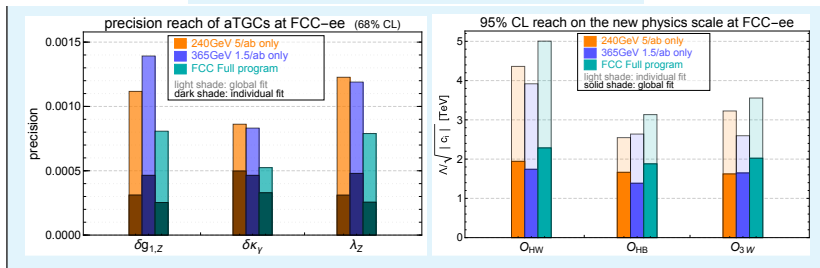 precision reach of aTGCs at FCC-ee (68% CL)
240GeV 5/ab only
365GeV 1.5/ab only
FCC Full program
light shade: global fit
dark shade: individual fit
precision
0.0015
0.0010
0.0005
0.0000
δg1,Z
δκγ
λZ
95% CL reach on the new physics scale at FCC-ee
240GeV 5/ab only
365GeV 1.5/ab only
FCC Full program
light shade: individual fit
solid shade: global fit
Λ/√|ci| [TeV]
5
4
3
2
1
0
OHW
OHB
O3W